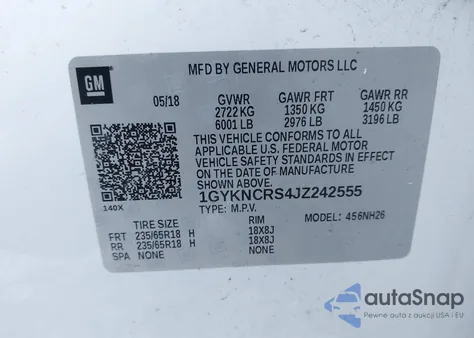 GM
MFD BY GENERAL MOTORS LLC
05/18 GVWR GAWR FRT GAWR RR
2722 KG 1350 KG 1450 KG
6001 LB 2976 LB 3196 LB
THIS VEHICLE CONFORMS TO ALL
APPLICABLE U.S. FEDERAL MOTOR
VEHICLE SAFETY STANDARDS IN EFFECT
ON THE DATE OF MANUFACTURE
SHOWN ABOVE.
1GYKNCRS4JZ242555
140X
TYPE: M.P.V. MODEL: 456NH26
TIRE SIZE RIM
FRT 235/65R18 H 18X8J
RR 235/65R18 H 18X8J
SPA NONE NONE
autoSnap
Pewne auta z aukcji USA i EU